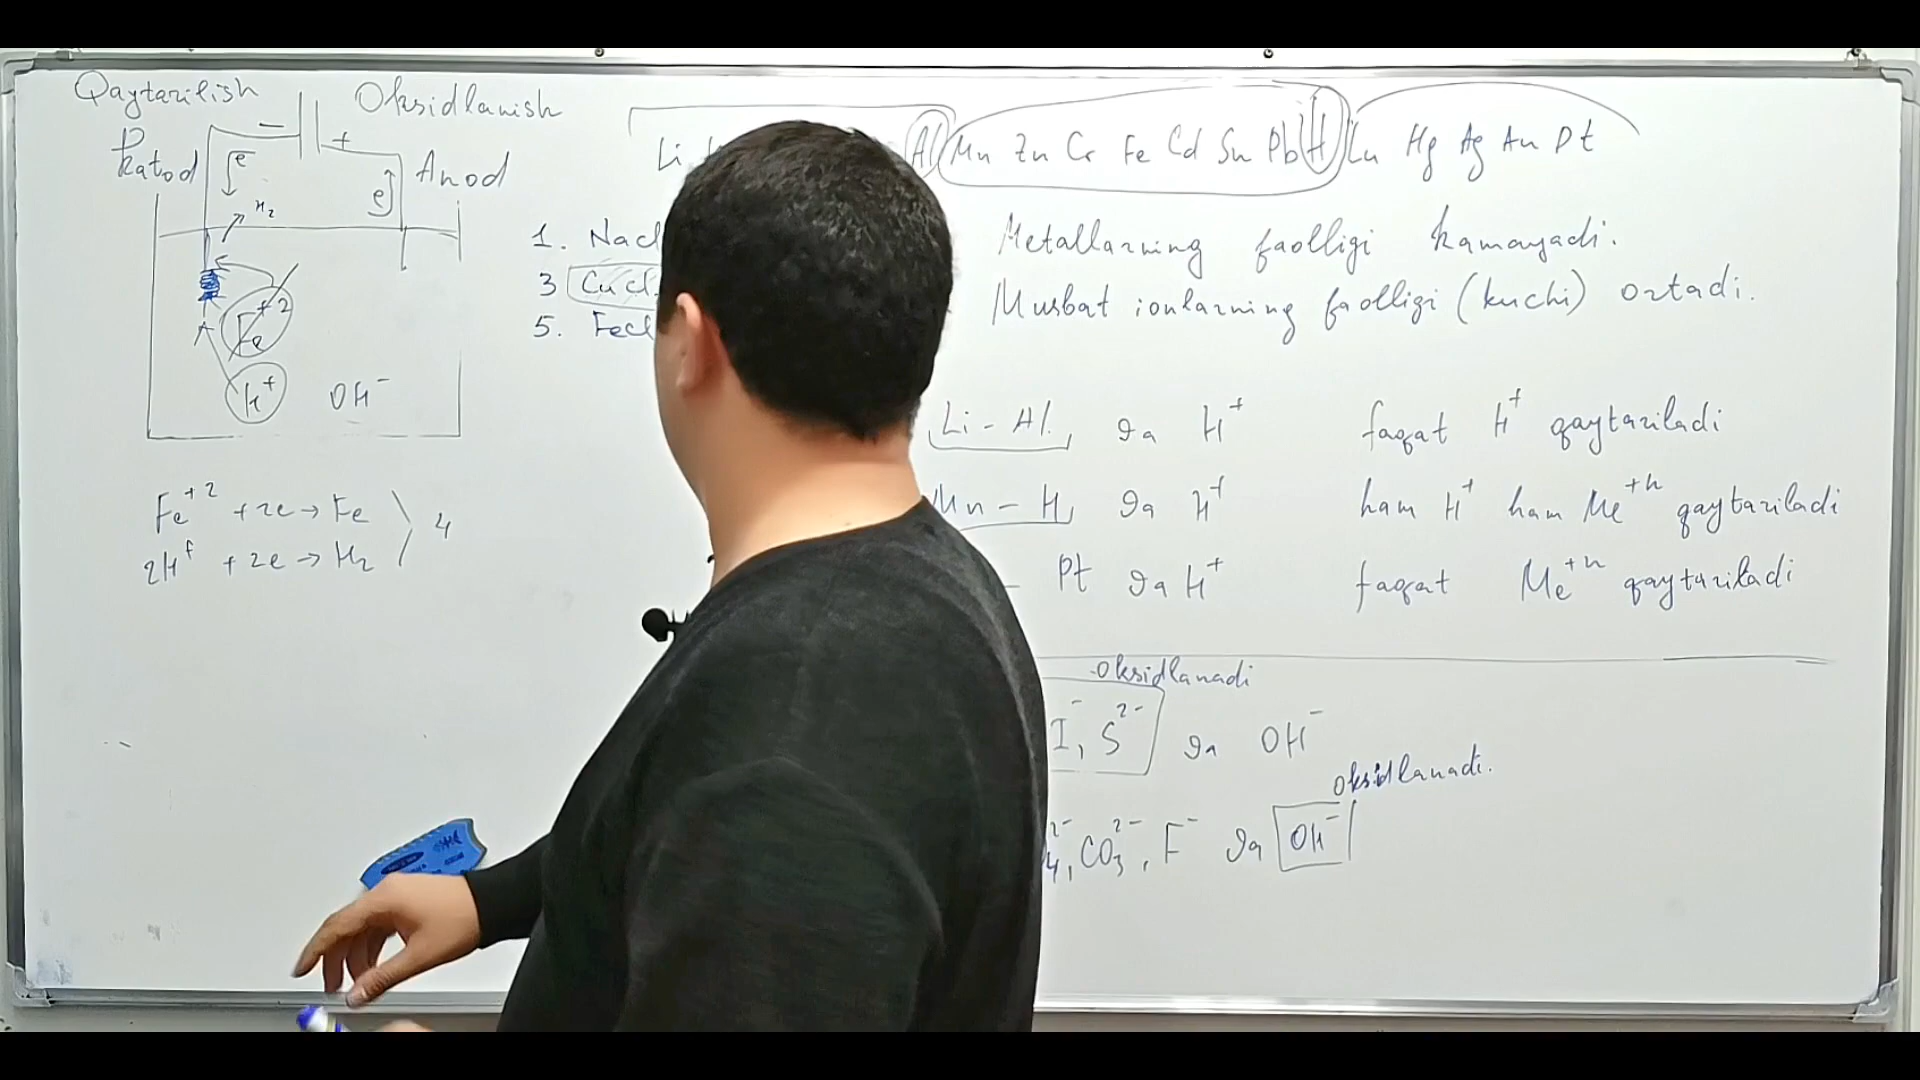 Qaytarilish Oksidlanish
Katod - + Anod
e e
H₂
Fe⁺²
H⁺ OH⁻
Fe⁺² + 2e → Fe
2H⁺ + 2e → H₂
4
Li Al Mn Zn Cr Fe Cd Sn Pb H Cu Hg Ag Au Pt
1. NaCl
3 CuCl
5. FeCl
Metallarning faolligi kamayadi.
Musbat ionlarning faolligi (kuchi) ortadi.
Li - Al. va H⁺ faqat H⁺ qaytariladi
Mn - H va H⁺ ham H⁺ ham Me⁺ⁿ qaytariladi
- Pt va H⁺ faqat Me⁺ⁿ qaytariladi
Oksidlanadi
I⁻, S²⁻ va OH⁻
Oksidlanadi.
₄²⁻, CO₃²⁻, F⁻ va OH⁻